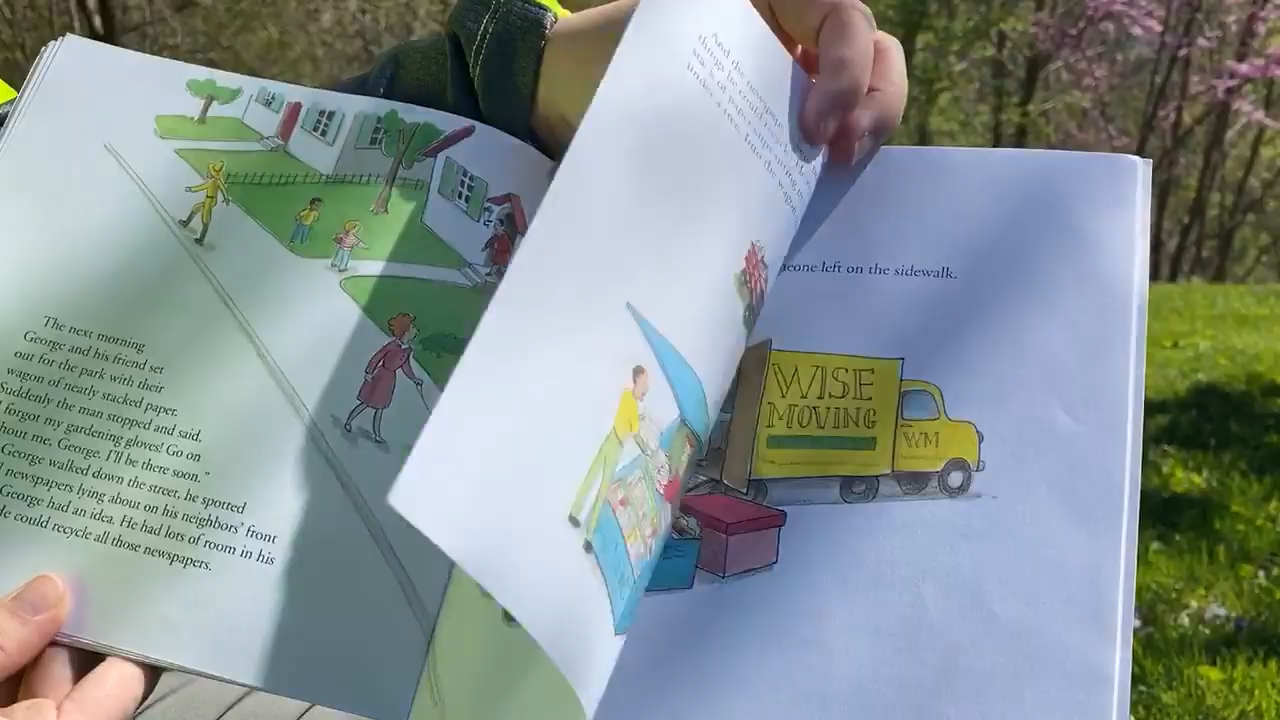 The next morning
George and his friend set
out for the park with their
wagon of neatly stacked paper.
Suddenly the man stopped and said,
forgot my gardening gloves! Go on
hout me, George. I'll be there soon."
George walked down the street, he spotted
newspapers lying about on his neighbors' front
George had an idea. He had lots of room in his
He could recycle all those newspapers.
And the newspape
things he could
under a tree. Into the wagon
eone left on the sidewalk.
WISE
MOVING
WM